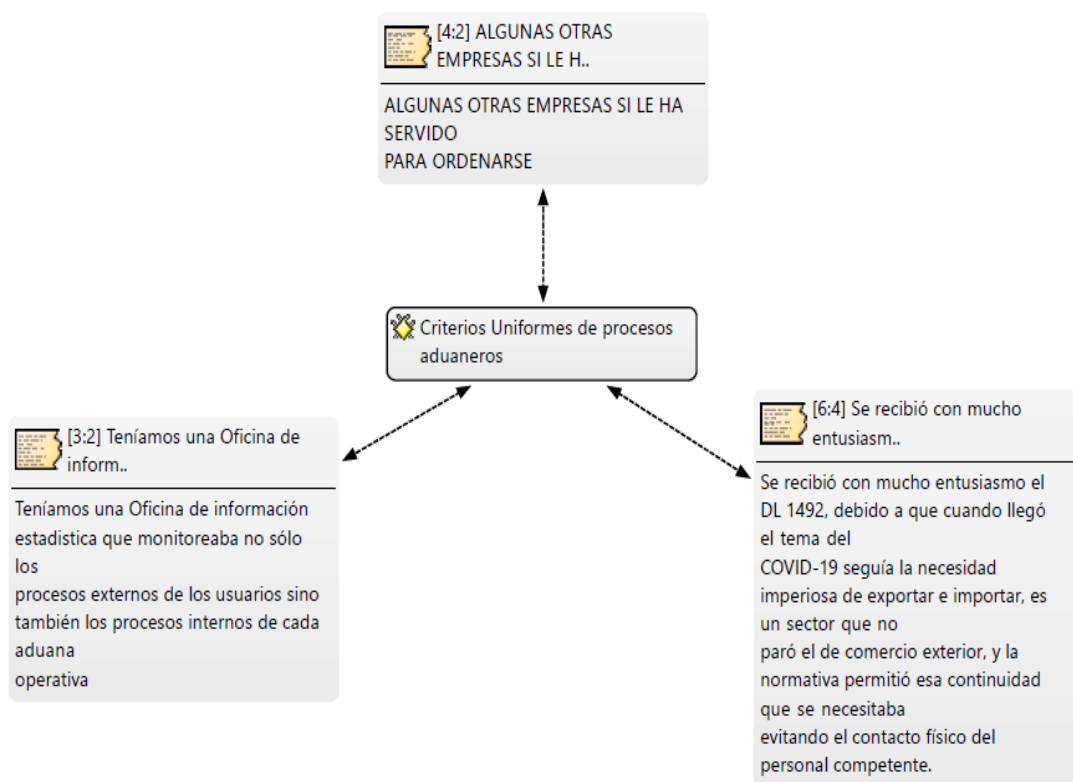 [4:2] ALGUNAS OTRAS
EMPRESAS SI LE H..
ALGUNAS OTRAS EMPRESAS SI LE HA
SERVIDO
PARA ORDENARSE
Criterios Uniformes de procesos
aduaneros
[3:2] Teníamos una Oficina de
inform..
Teníamos una Oficina de información
estadistica que monitoreaba no sólo
los
procesos externos de los usuarios sino
también los procesos internos de cada
aduana
operativa
[6:4] Se recibió con mucho
entusiasm..
Se recibió con mucho entusiasmo el
DL 1492, debido a que cuando llegó
el tema del
COVID-19 seguía la necesidad
imperiosa de exportar e importar, es
un sector que no
paró el de comercio exterior, y la
normativa permitió esa continuidad
que se necesitaba
evitando el contacto físico del
personal competente.